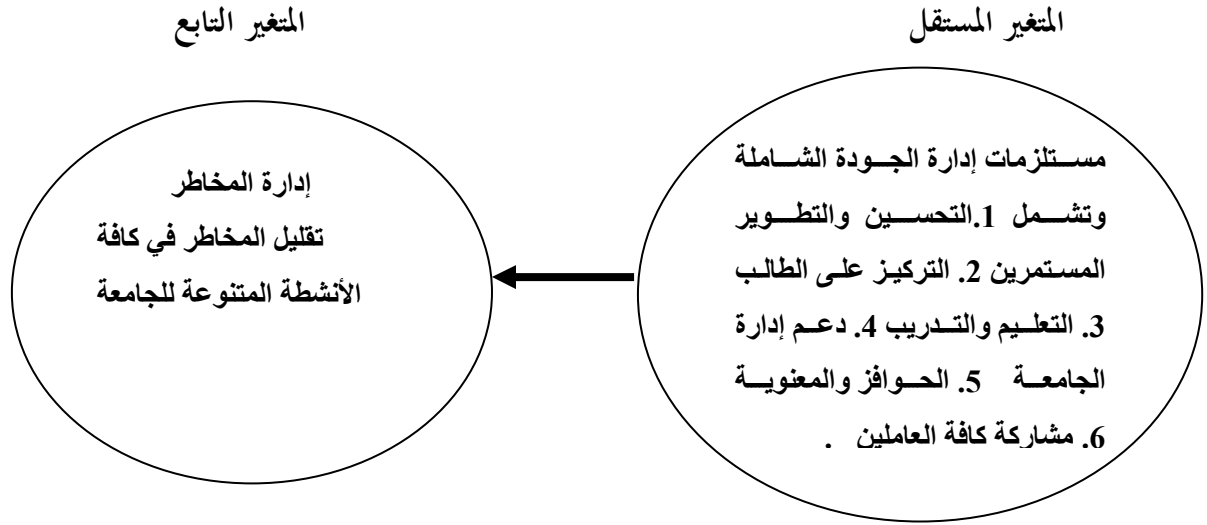 المتغير المستقل
مستلزمات إدارة الجودة الشاملة
وتشمل 1.التحسين والتطوير
المستمرين 2. التركيز على الطالب
3. التعليم والتدريب 4. دعم إدارة
الجامعة 5. الحوافز والمعنوية
6. مشاركة كافة العاملين .
المتغير التابع
إدارة المخاطر
تقليل المخاطر في كافة
الأنشطة المتنوعة للجامعة